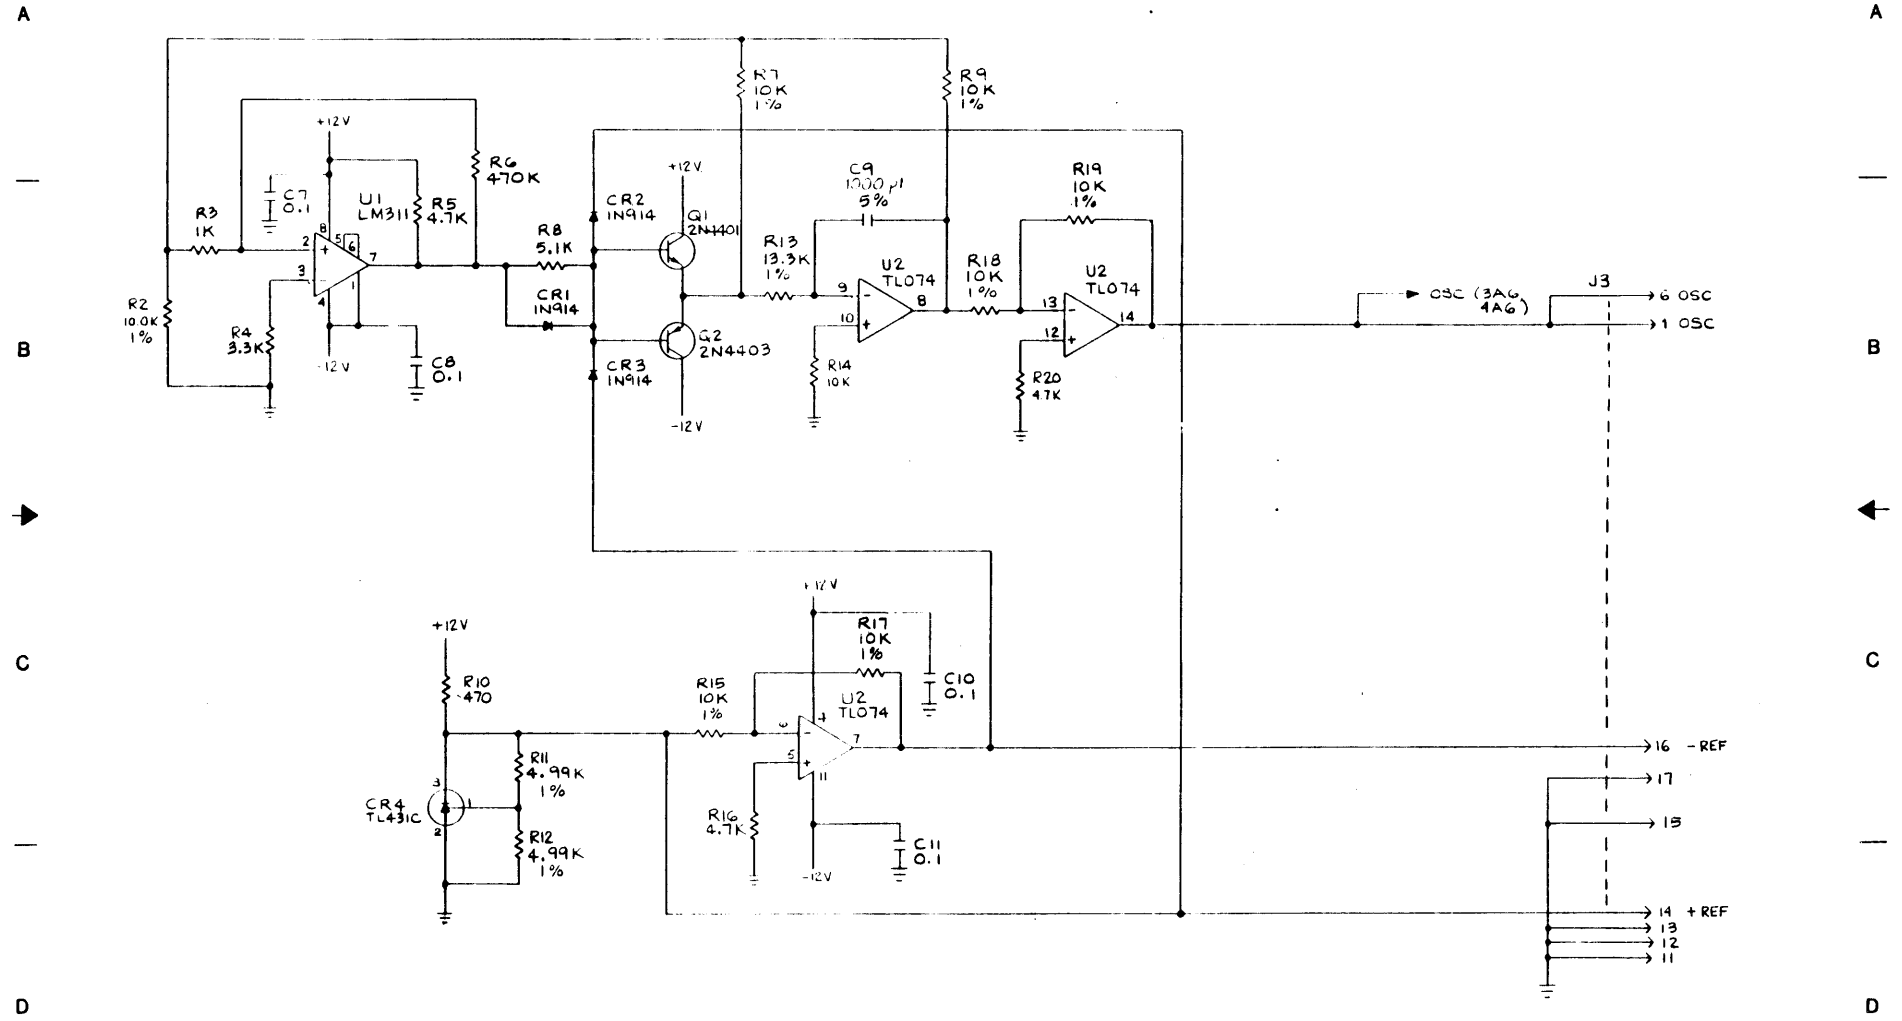 A
A
R7
10K
1%
R9
10K
1%
+12V
R6
470K
+12V
C9
1000 pf
5%
R19
10K
1%
C7
0.1
U1
LM311
R5
4.7K
CR2
1N914
Q1
2N4401
R3
1K
8
5
6
R8
5.1K
R13
13.3K
1%
U2
TL074
R18
10K
1%
U2
TL074
2
+
7
3
-
1
4
CR1
1N914
9
-
8
10
+
13
-
14
12
+
J3
OSC (3A6
4A6)
6 OSC
1 OSC
R2
10.0K
1%
R4
3.3K
-12V
C8
0.1
Q2
2N4403
CR3
1N914
R14
10K
R20
4.7K
B
B
-12V
+12V
R17
10K
1%
+12V
C
C
R10
470
R15
10K
1%
U2
TL074
C10
0.1
6
-
4
7
5
+
11
16 -REF
R11
4.99K
1%
3
1
2
CR4
TL431C
17
R16
4.7K
15
R12
4.99K
1%
C11
0.1
-12V
14 +REF
13
12
11
D
D